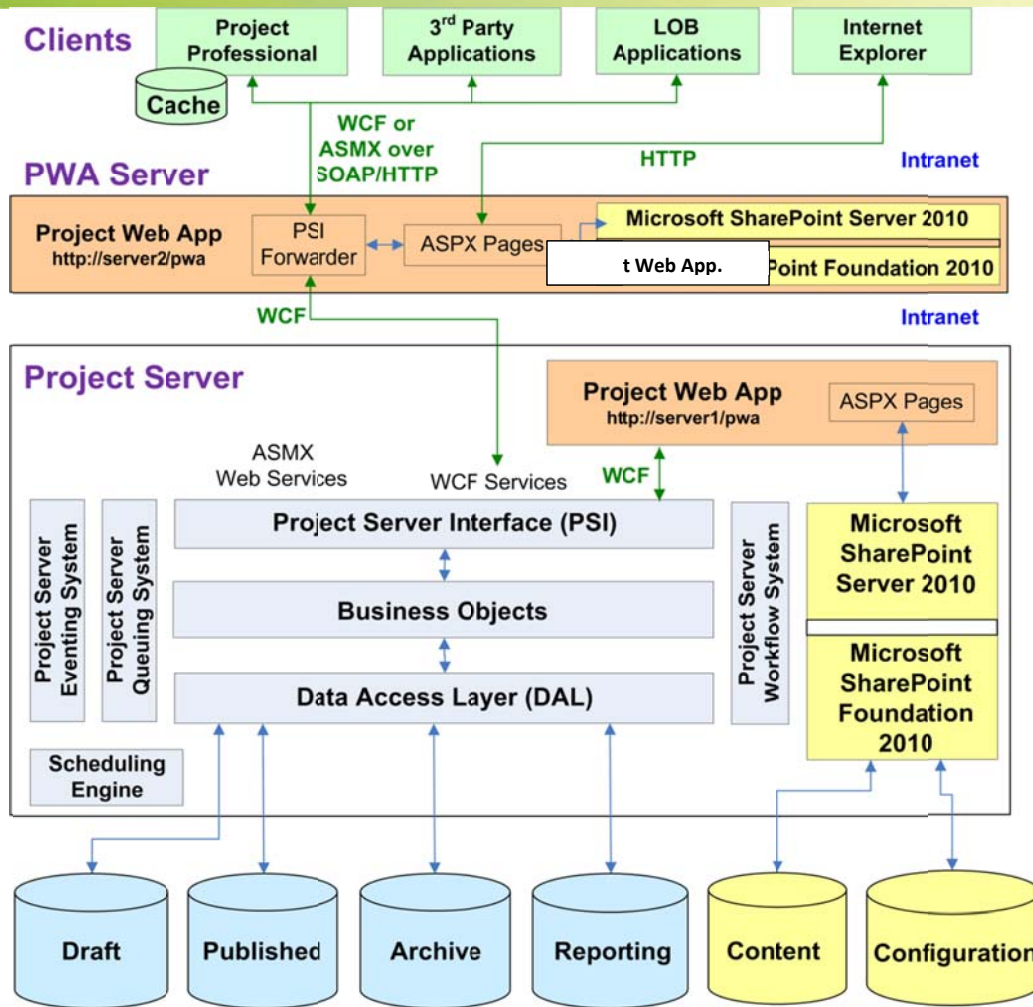 Clients
Project
Professional
3rd Party
Applications
LOB
Applications
Internet
Explorer
Cache
WCF or
ASMX over
SOAP/HTTP
HTTP
Intranet
PWA Server
Project Web App
http://server2/pwa
PSI
Forwarder
ASPX Pages
Microsoft SharePoint Server 2010
t Web App.
Point Foundation 2010
WCF
Intranet
Project Server
Project Web App
http://server1/pwa
ASPX Pages
ASMX
Web Services
WCF Services
WCF
Project Server
Eventing System
Project Server
Queuing System
Project Server Interface (PSI)
Business Objects
Data Access Layer (DAL)
Project Server
Workflow System
Microsoft
SharePoint
Server 2010
Microsoft
SharePoint
Foundation
2010
Scheduling
Engine
Draft
Published
Archive
Reporting
Content
Configuration